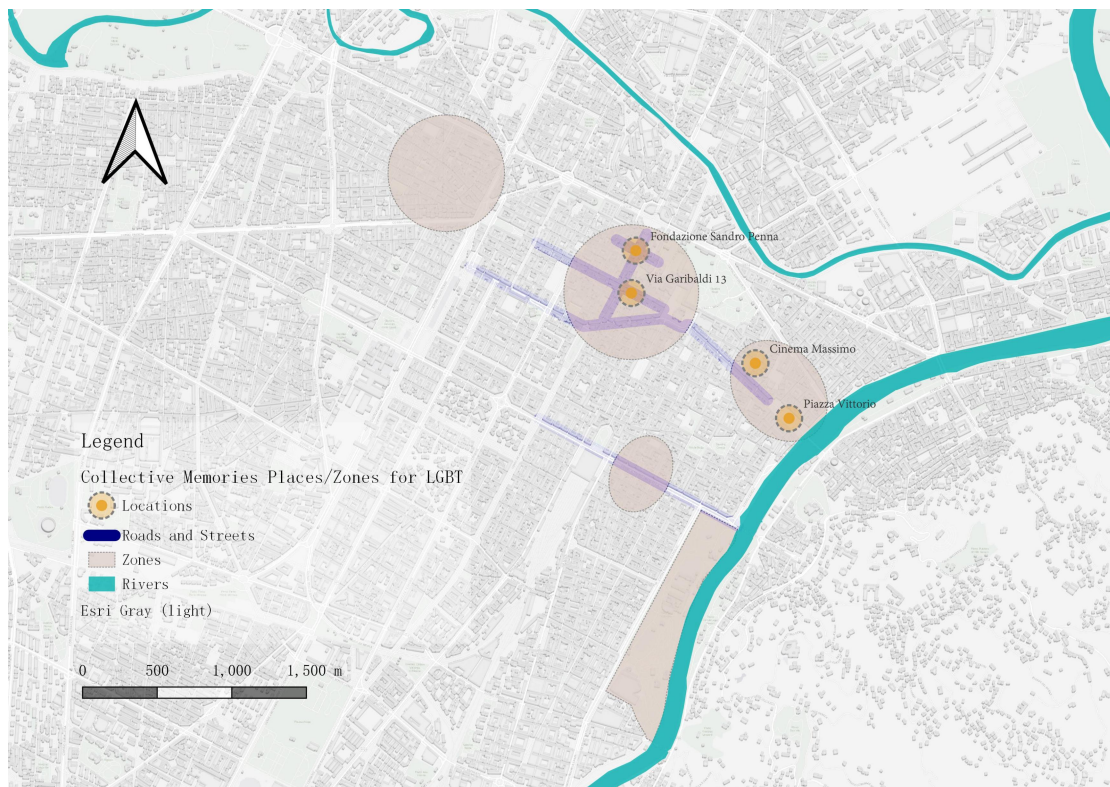 Fondazione Sandro Penna
Via Garibaldi 13
Cinema Massimo
Piazza Vittorio
Legend
Collective Memories Places/Zones for LGBT
Locations
Roads and Streets
Zones
Rivers
Esri Gray (light)
0 500 1,000 1,500 m